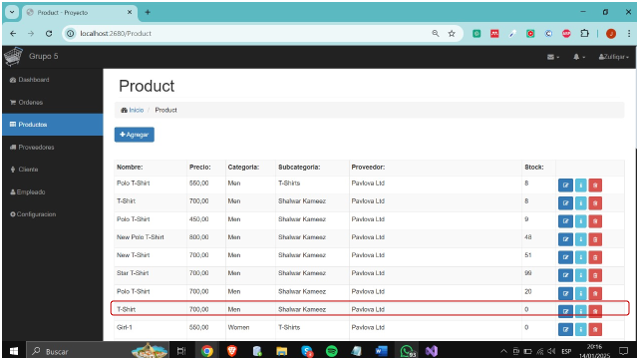 Product - Proyecto
localhost:2680/Product
Grupo 5
Zulfiqar
Dashboard
Ordenes
Productos
Proveedores
Cliente
Empleado
Configuracion
Product
Inicio / Product
+ Agregar
Nombre: Precio: Categoria: Subcategoria: Proveedor: Stock:
Polo T-Shirt 550,00 Men T-Shirts Pavlova Ltd 8
T-Shirt 700,00 Men Shalwar Kameez Pavlova Ltd 8
Polo T-Shirt 450,00 Men Shalwar Kameez Pavlova Ltd 9
New Polo T-Shirt 800,00 Men Shalwar Kameez Pavlova Ltd 48
New T-Shirt 700,00 Men Shalwar Kameez Pavlova Ltd 51
Star T-Shirt 700,00 Men Shalwar Kameez Pavlova Ltd 99
Polo T-Shirt 700,00 Men Shalwar Kameez Pavlova Ltd 20
T-Shirt 700,00 Men Shalwar Kameez Pavlova Ltd 0
Girl-1 550,00 Women T-Shirts Pavlova Ltd 0
Buscar
ESP
20:16
14/01/2025